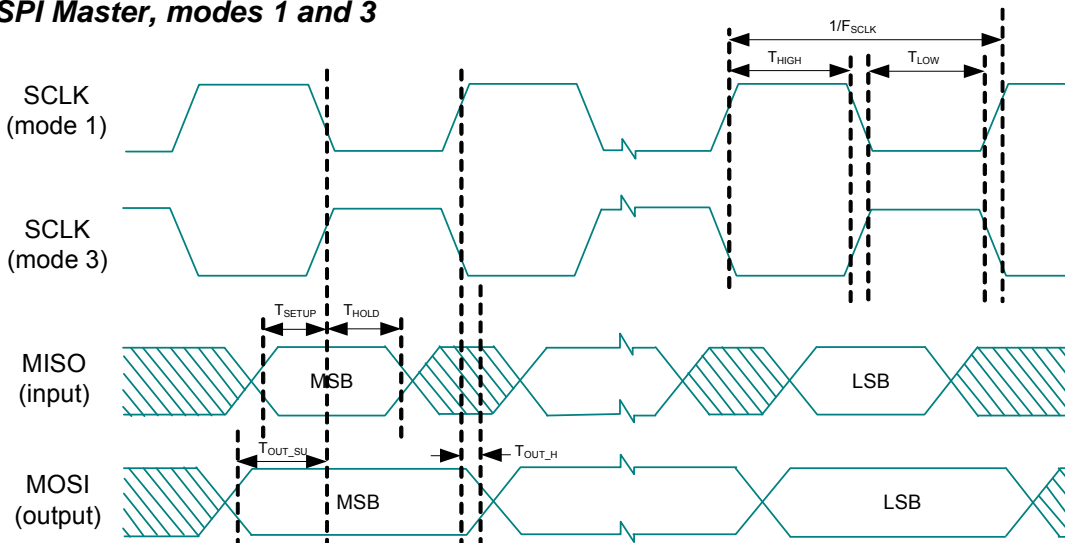 SPI Master, modes 1 and 3
1/FSCLK
THIGH
TLOW
SCLK
(mode 1)
SCLK
(mode 3)
TSETUP
THOLD
MISO
(input)
MSB
LSB
TOUT_SU
TOUT_H
MOSI
(output)
MSB
LSB